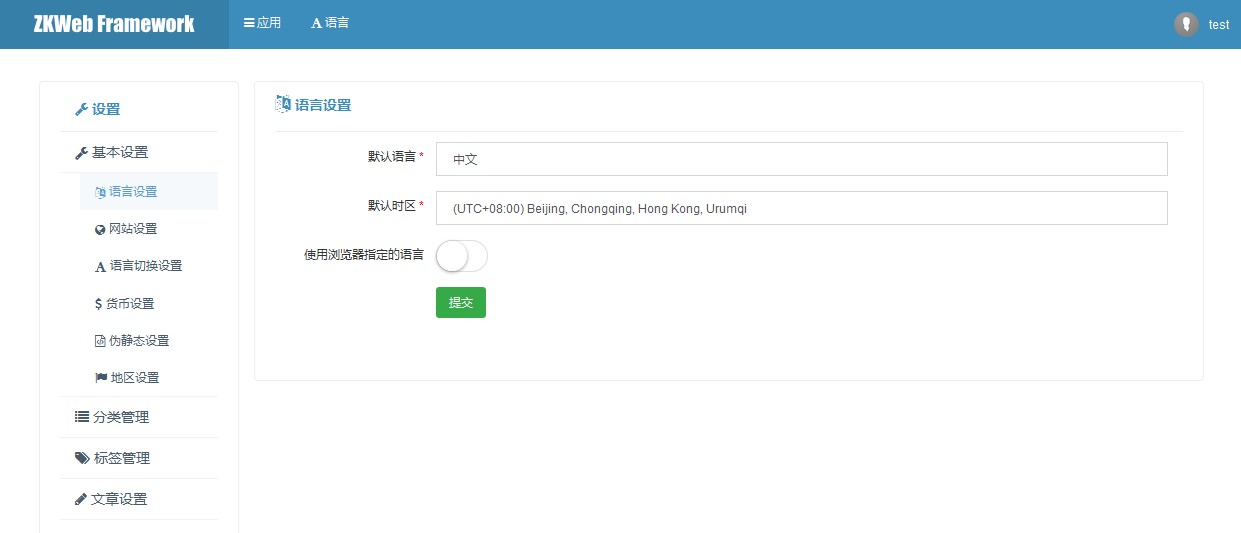 ZKWeb Framework 应用 语言 test
设置
基本设置
语言设置
网站设置
语言切换设置
货币设置
伪静态设置
地区设置
分类管理
标签管理
文章设置
语言设置
默认语言 * 中文
默认时区 * (UTC+08:00) Beijing, Chongqing, Hong Kong, Urumqi
使用浏览器指定的语言
提交